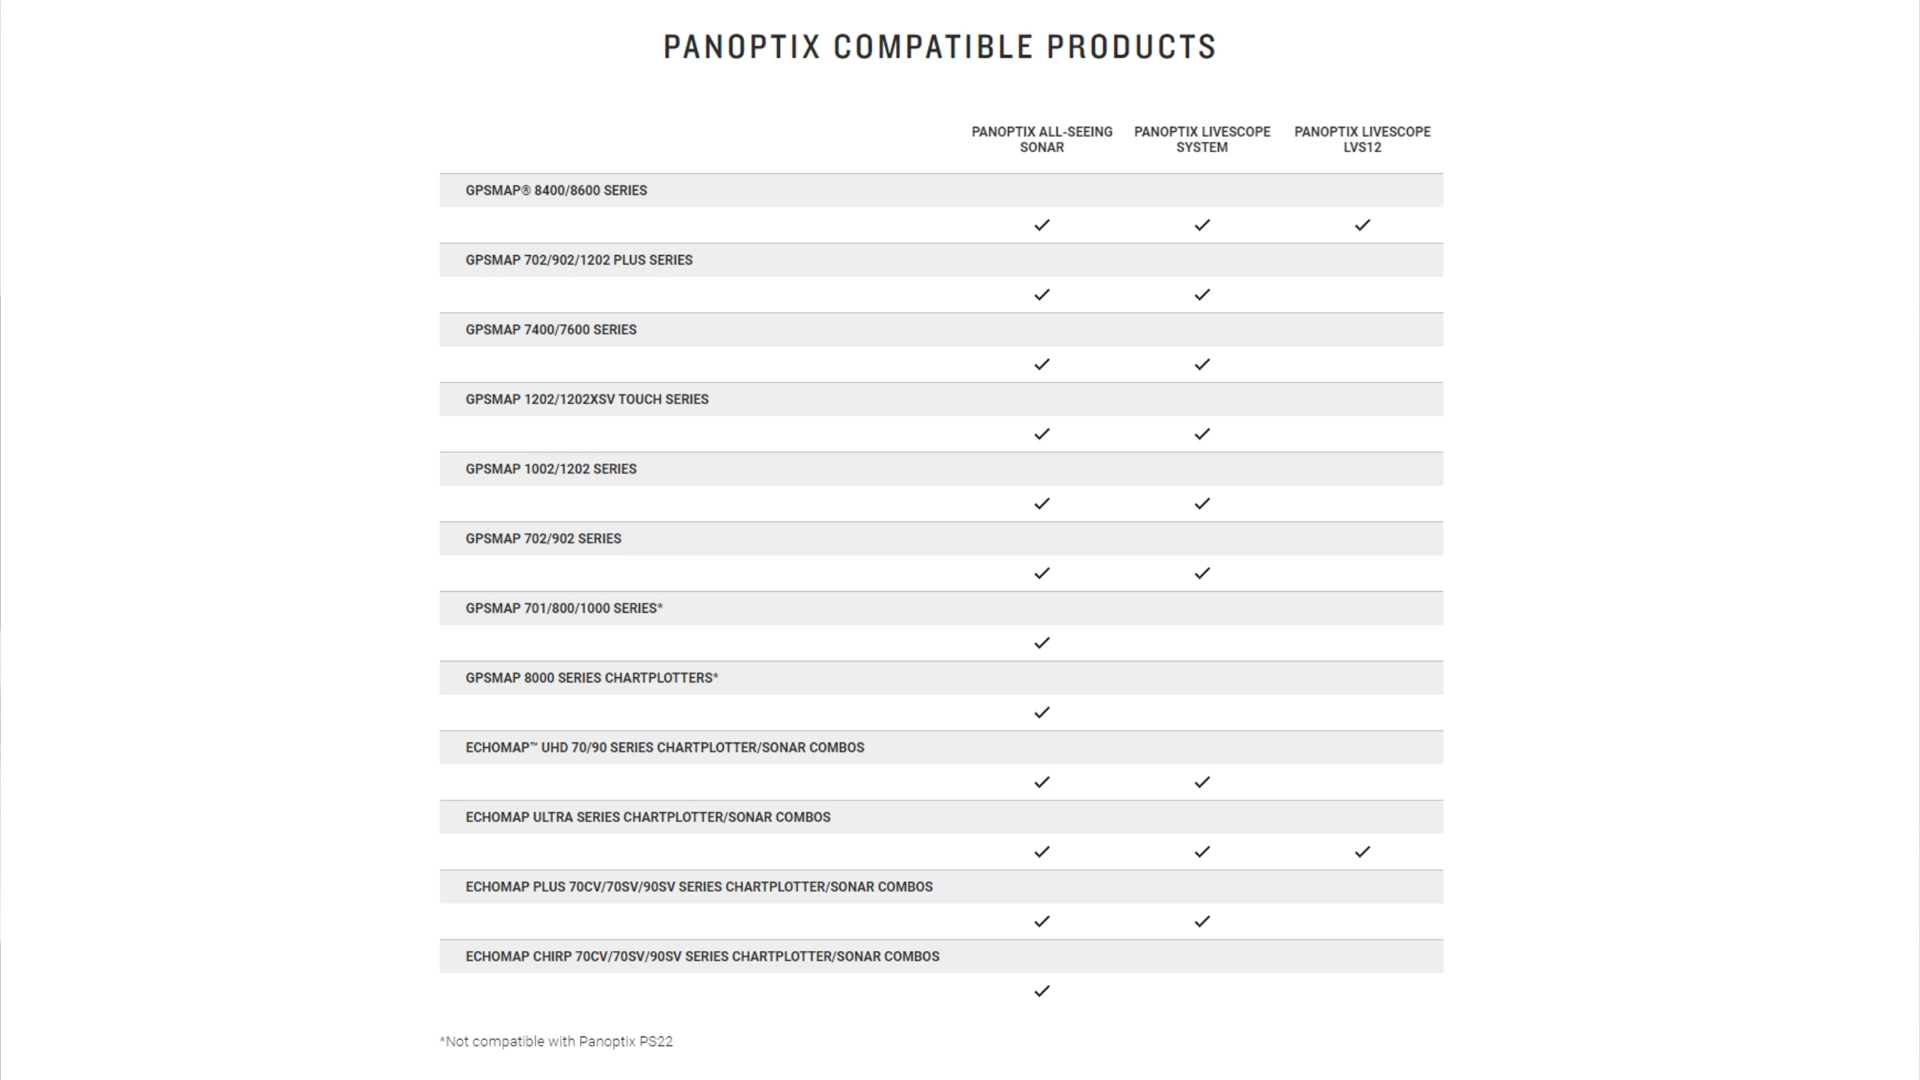 PANOPTIX COMPATIBLE PRODUCTS
PANOPTIX ALL-SEEING SONAR
PANOPTIX LIVESCOPE SYSTEM
PANOPTIX LIVESCOPE LVS12
GPSMAP® 8400/8600 SERIES
✓ ✓ ✓
GPSMAP 702/902/1202 PLUS SERIES
✓ ✓
GPSMAP 7400/7600 SERIES
✓ ✓
GPSMAP 1202/1202XSV TOUCH SERIES
✓ ✓
GPSMAP 1002/1202 SERIES
✓ ✓
GPSMAP 702/902 SERIES
✓ ✓
GPSMAP 701/800/1000 SERIES*
✓
GPSMAP 8000 SERIES CHARTPLOTTERS*
✓
ECHOMAP™ UHD 70/90 SERIES CHARTPLOTTER/SONAR COMBOS
✓ ✓
ECHOMAP ULTRA SERIES CHARTPLOTTER/SONAR COMBOS
✓ ✓ ✓
ECHOMAP PLUS 70CV/70SV/90SV SERIES CHARTPLOTTER/SONAR COMBOS
✓ ✓
ECHOMAP CHIRP 70CV/70SV/90SV SERIES CHARTPLOTTER/SONAR COMBOS
✓
*Not compatible with Panoptix PS22